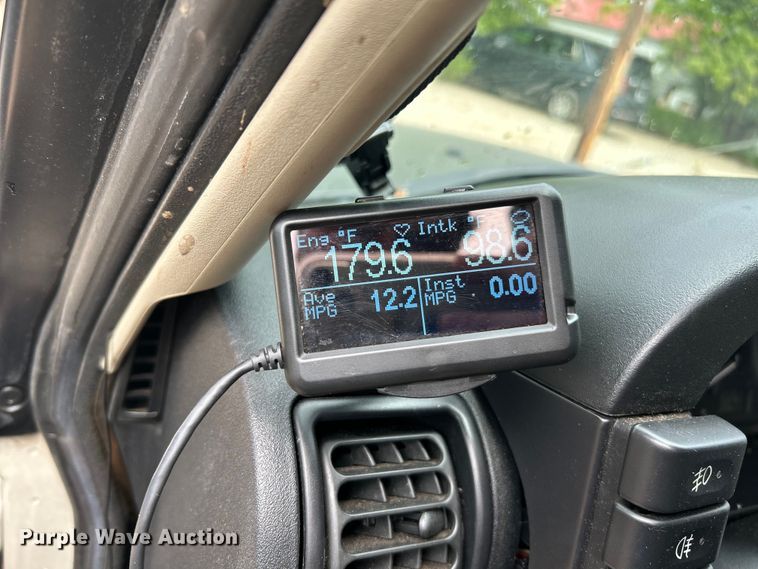 Eng °F Intk °F
179.6 98.6
Ave MPG 12.2 Inst MPG 0.00
Purple Wave Auction